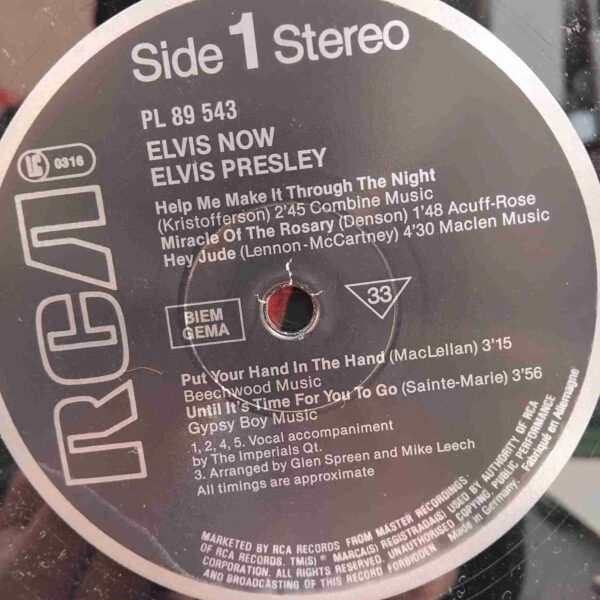 Side 1 Stereo
PL 89 543
ELVIS NOW
ELVIS PRESLEY
LC 0316
RCA
Help Me Make It Through The Night
(Kristofferson) 2'45 Combine Music
Miracle Of The Rosary (Denson) 1'48 Acuff-Rose
Hey Jude (Lennon-McCartney) 4'30 Maclen Music
BIEM
GEMA
33
Put Your Hand In The Hand (MacLellan) 3'15
Beechwood Music
Until It's Time For You To Go (Sainte-Marie) 3'56
Gypsy Boy Music
1, 2, 4, 5. Vocal accompaniment
by The Imperials Qt.
3. Arranged by Glen Spreen and Mike Leech
All timings are approximate
MARKETED BY RCA RECORDS FROM MASTER RECORDINGS
OF RCA RECORDS. TM(S)® MARCA(S) REGISTRADA(S) USED BY AUTHORITY OF RCA
CORPORATION. ALL RIGHTS RESERVED. UNAUTHORISED COPYING PUBLIC PERFORMANCE
AND BROADCASTING OF THIS RECORD FORBIDDEN Made in Germany. Fabriqué en Allemagne